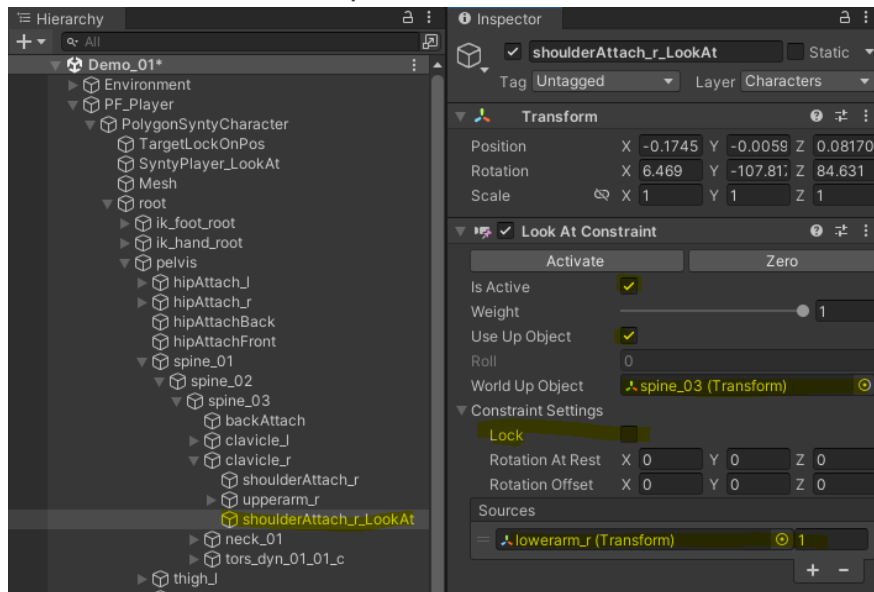 Hierarchy
All
Demo_01*
Environment
PF_Player
PolygonSyntyCharacter
TargetLockOnPos
SyntyPlayer_LookAt
Mesh
root
ik_foot_root
ik_hand_root
pelvis
hipAttach_l
hipAttach_r
hipAttachBack
hipAttachFront
spine_01
spine_02
spine_03
backAttach
clavicle_l
clavicle_r
shoulderAttach_r
upperarm_r
shoulderAttach_r_LookAt
neck_01
tors_dyn_01_01_c
thigh_l
Inspector
shoulderAttach_r_LookAt Static
Tag Untagged Layer Characters
Transform
Position X -0.1745 Y -0.0059 Z 0.08170
Rotation X 6.469 Y -107.817 Z 84.631
Scale X 1 Y 1 Z 1
Look At Constraint
Activate Zero
Is Active
Weight 1
Use Up Object
Roll 0
World Up Object spine_03 (Transform)
Constraint Settings
Lock
Rotation At Rest X 0 Y 0 Z 0
Rotation Offset X 0 Y 0 Z 0
Sources
lowerarm_r (Transform) 1
+ -